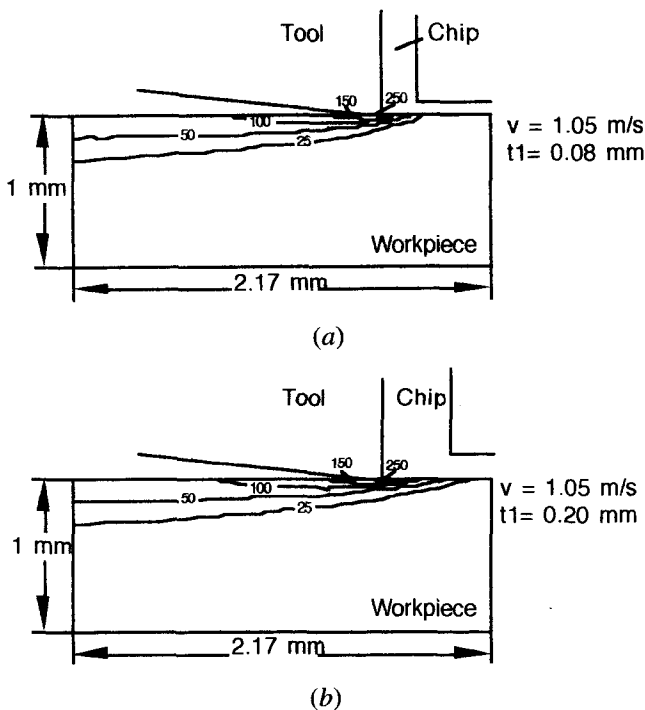 Tool Chip
150 250
100
50 25
v = 1.05 m/s
t1= 0.08 mm
1 mm
Workpiece
2.17 mm
(a)
Tool Chip
150 250
100
50 25
v = 1.05 m/s
t1= 0.20 mm
1 mm
Workpiece
2.17 mm
(b)